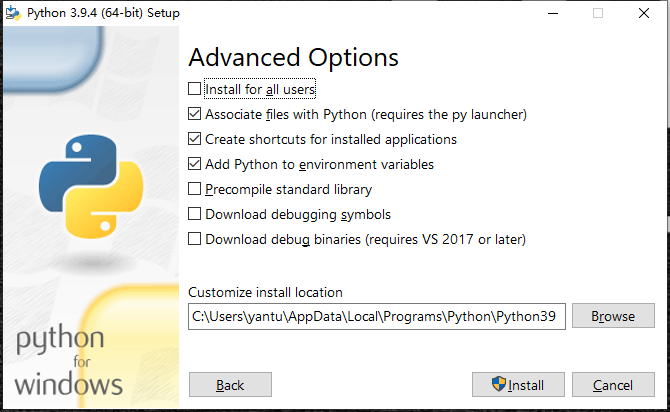 Python 3.9.4 (64-bit) Setup
Advanced Options
Install for all users
Associate files with Python (requires the py launcher)
Create shortcuts for installed applications
Add Python to environment variables
Precompile standard library
Download debugging symbols
Download debug binaries (requires VS 2017 or later)
Customize install location
C:\Users\yantu\AppData\Local\Programs\Python\Python39
Browse
python
for
windows
Back
Install
Cancel